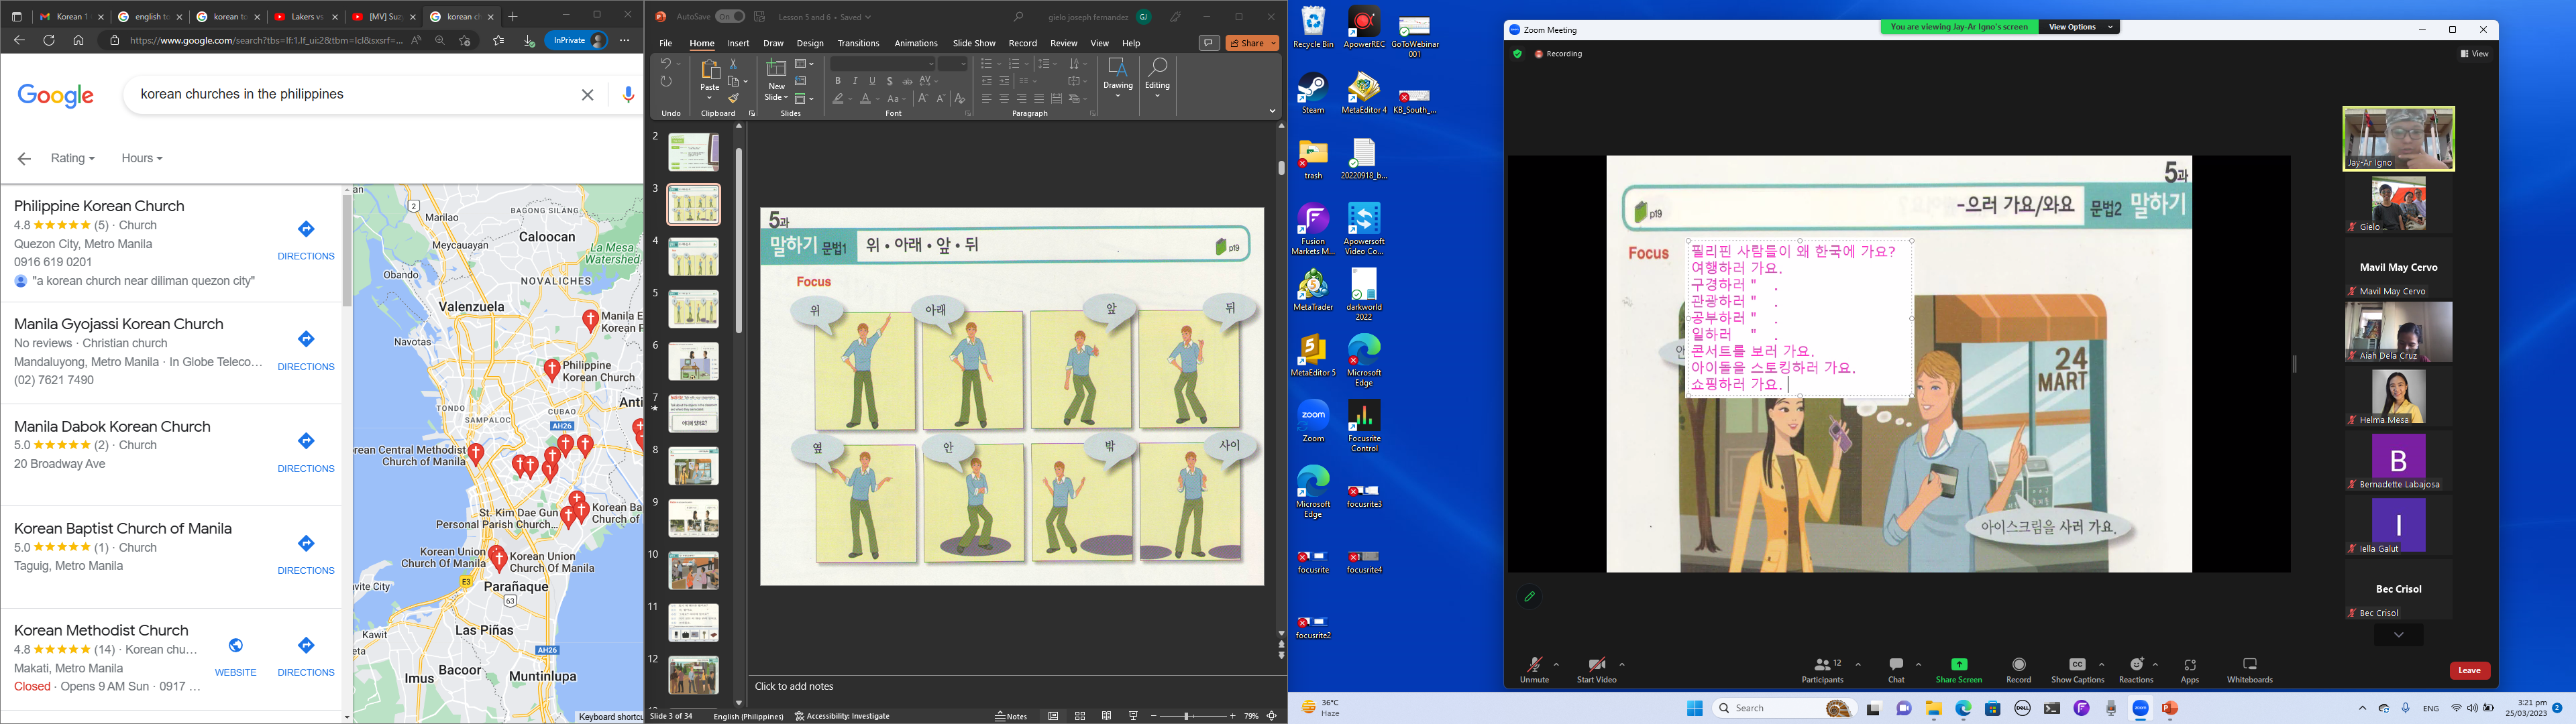 Korean 1
english to
korean to
Lakers vs
[MV] Suz
korean ch
https://www.google.com/search?tbs=lf:1,lf_ui:2&tbm=lcl&sxsrf=...
InPrivate
Google
korean churches in the philippines
Rating
Hours
Philippine Korean Church
4.8 (5) · Church
Quezon City, Metro Manila
0916 619 0201
"a korean church near diliman quezon city"
DIRECTIONS
Manila Gyojassi Korean Church
No reviews · Christian church
Mandaluyong, Metro Manila · In Globe Teleco...
(02) 7621 7490
DIRECTIONS
Manila Dabok Korean Church
5.0 (2) · Church
20 Broadway Ave
DIRECTIONS
Korean Baptist Church of Manila
5.0 (1) · Church
Taguig, Metro Manila
DIRECTIONS
Korean Methodist Church
4.8 (14) · Korean chu...
Makati, Metro Manila
Closed · Opens 9 AM Sun · 0917 ...
WEBSITE
DIRECTIONS
2
Marilao
BAGONG SILANG
Meycauayan
Caloocan
La Mesa
Watershed
Obando
NOVALICHES
Valenzuela
Manila E
Korean F
Navotas
Philippine
Korean Church
Anti
TONDO
CUBAO
SAMPALOC
AH26
rean Central Methodist
Church of Manila
St. Kim Dae Gun
Personal Parish Church...
Korean Ba
Church of
Korean Union
Church Of Manila
Korean Union
Church Of Manila
E3
Parañaque
vite City
63
Kawit
Las Piñas
AH26
Bacoor
Imus
Muntinlupa
Keyboard shortcu
AutoSave
On
Lesson 5 and 6 • Saved
gielo joseph fernandez
GJ
File
Home
Insert
Draw
Design
Transitions
Animations
Slide Show
Record
Review
View
Help
Share
Paste
New
Slide
Drawing
Editing
Undo
Clipboard
Slides
Font
Paragraph
2
3
4
5
6
7
8
9
10
11
12
5과
말하기 문법1 위 • 아래 • 앞 • 뒤
p19
Focus
위
아래
앞
뒤
옆
안
밖
사이
Click to add notes
Slide 3 of 34
English (Philippines)
Accessibility: Investigate
Notes
79%
Recycle Bin
ApowerREC
GoToWebinar
001
Steam
MetaEditor 4
KB_South_...
trash
20220918_b...
Fusion
Markets M...
Apowersoft
Video Co...
MetaTrader
darkworld
2022
MetaEditor 5
Microsoft
Edge
Zoom
Focusrite
Control
Microsoft
Edge
focusrite3
focusrite
focusrite4
focusrite2
36°C
Haze
Zoom Meeting
You are viewing Jay-Ar Igno's screen
View Options
Recording
View
5과
p19
-으러 가요/와요
문법2 말하기
Focus
필리핀 사람들이 왜 한국에 가요?
여행하러 가요.
구경하러 " .
관광하러 " .
공부하러 " .
일하러 " .
콘서트를 보러 가요.
아이돌을 스토킹하러 가요.
쇼핑하러 가요.
24
MART
아이스크림을 사러 가요.
Jay-Ar Igno
Gielo
Mavil May Cervo
Mavil May Cervo
Aiah Dela Cruz
Helma Mesa
B
Bernadette Labajosa
I
Iella Galut
Bec Crisol
Bec Crisol
Unmute
Start Video
12
Participants
Chat
Share Screen
Record
CC
Show Captions
Reactions
Apps
Whiteboards
Leave
Search
ENG
3:21 pm
25/03/2023
2